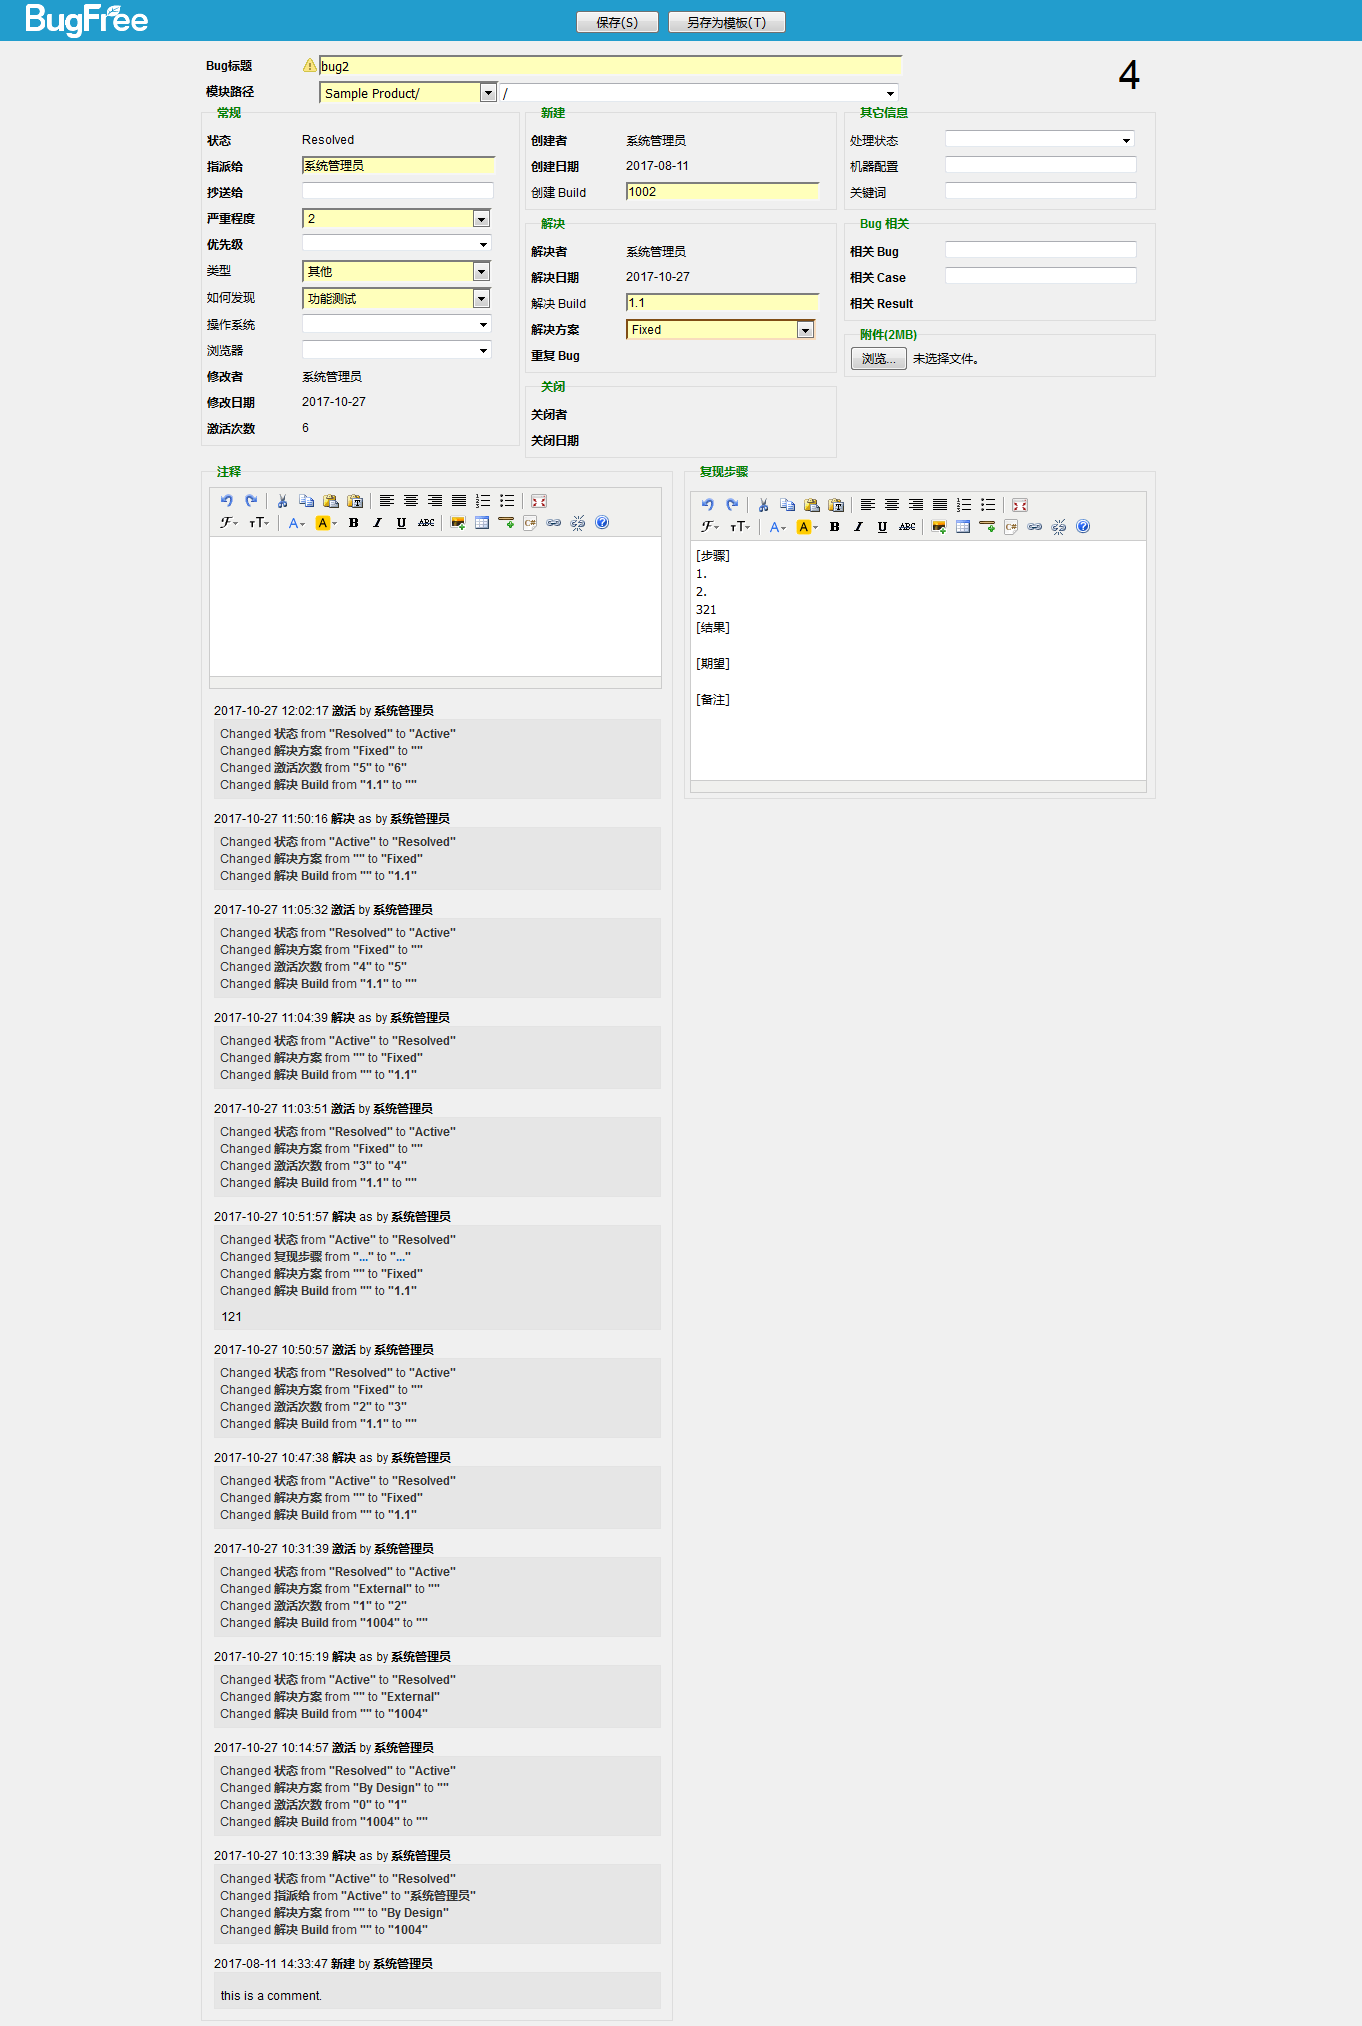 BugFree
保存(S)
另存为模板(T)
Bug标题
bug2
4
模块路径
Sample Product/
/
常规
状态
Resolved
指派给
系统管理员
抄送给
严重程度
2
优先级
类型
其他
如何发现
功能测试
操作系统
浏览器
修改者
系统管理员
修改日期
2017-10-27
激活次数
6
新建
创建者
系统管理员
创建日期
2017-08-11
创建 Build
1002
解决
解决者
系统管理员
解决日期
2017-10-27
解决 Build
1.1
解决方案
Fixed
重复 Bug
关闭
关闭者
关闭日期
其它信息
处理状态
机器配置
关键词
Bug 相关
相关 Bug
相关 Case
相关 Result
附件(2MB)
浏览...
未选择文件。
注释
2017-10-27 12:02:17 激活 by 系统管理员
Changed 状态 from "Resolved" to "Active"
Changed 解决方案 from "Fixed" to ""
Changed 激活次数 from "5" to "6"
Changed 解决 Build from "1.1" to ""
2017-10-27 11:50:16 解决 as by 系统管理员
Changed 状态 from "Active" to "Resolved"
Changed 解决方案 from "" to "Fixed"
Changed 解决 Build from "" to "1.1"
2017-10-27 11:05:32 激活 by 系统管理员
Changed 状态 from "Resolved" to "Active"
Changed 解决方案 from "Fixed" to ""
Changed 激活次数 from "4" to "5"
Changed 解决 Build from "1.1" to ""
2017-10-27 11:04:39 解决 as by 系统管理员
Changed 状态 from "Active" to "Resolved"
Changed 解决方案 from "" to "Fixed"
Changed 解决 Build from "" to "1.1"
2017-10-27 11:03:51 激活 by 系统管理员
Changed 状态 from "Resolved" to "Active"
Changed 解决方案 from "Fixed" to ""
Changed 激活次数 from "3" to "4"
Changed 解决 Build from "1.1" to ""
2017-10-27 10:51:57 解决 as by 系统管理员
Changed 状态 from "Active" to "Resolved"
Changed 复现步骤 from "..." to "..."
Changed 解决方案 from "" to "Fixed"
Changed 解决 Build from "" to "1.1"
121
2017-10-27 10:50:57 激活 by 系统管理员
Changed 状态 from "Resolved" to "Active"
Changed 解决方案 from "Fixed" to ""
Changed 激活次数 from "2" to "3"
Changed 解决 Build from "1.1" to ""
2017-10-27 10:47:38 解决 as by 系统管理员
Changed 状态 from "Active" to "Resolved"
Changed 解决方案 from "" to "Fixed"
Changed 解决 Build from "" to "1.1"
2017-10-27 10:31:39 激活 by 系统管理员
Changed 状态 from "Resolved" to "Active"
Changed 解决方案 from "External" to ""
Changed 激活次数 from "1" to "2"
Changed 解决 Build from "1004" to ""
2017-10-27 10:15:19 解决 as by 系统管理员
Changed 状态 from "Active" to "Resolved"
Changed 解决方案 from "" to "External"
Changed 解决 Build from "" to "1004"
2017-10-27 10:14:57 激活 by 系统管理员
Changed 状态 from "Resolved" to "Active"
Changed 解决方案 from "By Design" to ""
Changed 激活次数 from "0" to "1"
Changed 解决 Build from "1004" to ""
2017-10-27 10:13:39 解决 as by 系统管理员
Changed 状态 from "Active" to "Resolved"
Changed 指派给 from "Active" to "系统管理员"
Changed 解决方案 from "" to "By Design"
Changed 解决 Build from "" to "1004"
2017-08-11 14:33:47 新建 by 系统管理员
this is a comment.
复现步骤
[步骤]
1.
2.
321
[结果]
[期望]
[备注]